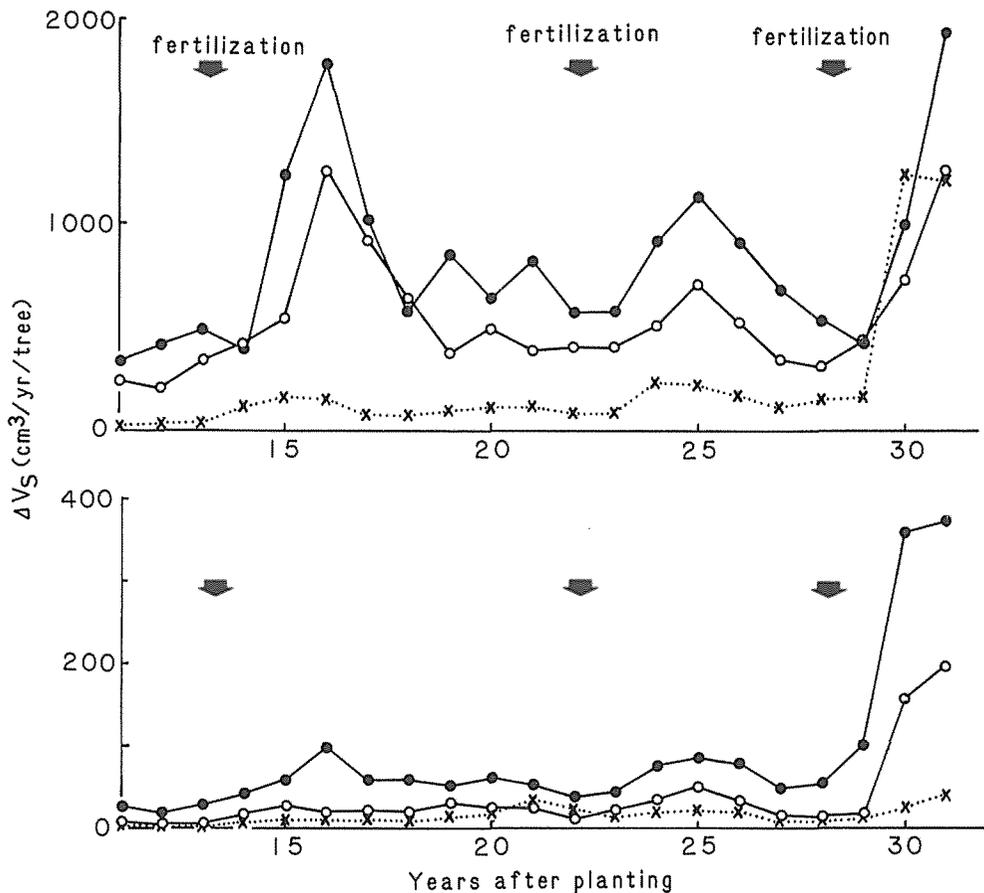 2000
fertilization
fertilization
fertilization
1000
0
15
20
25
30
ΔVs (cm3/yr/tree)
400
200
0
15
20
25
30
Years after planting